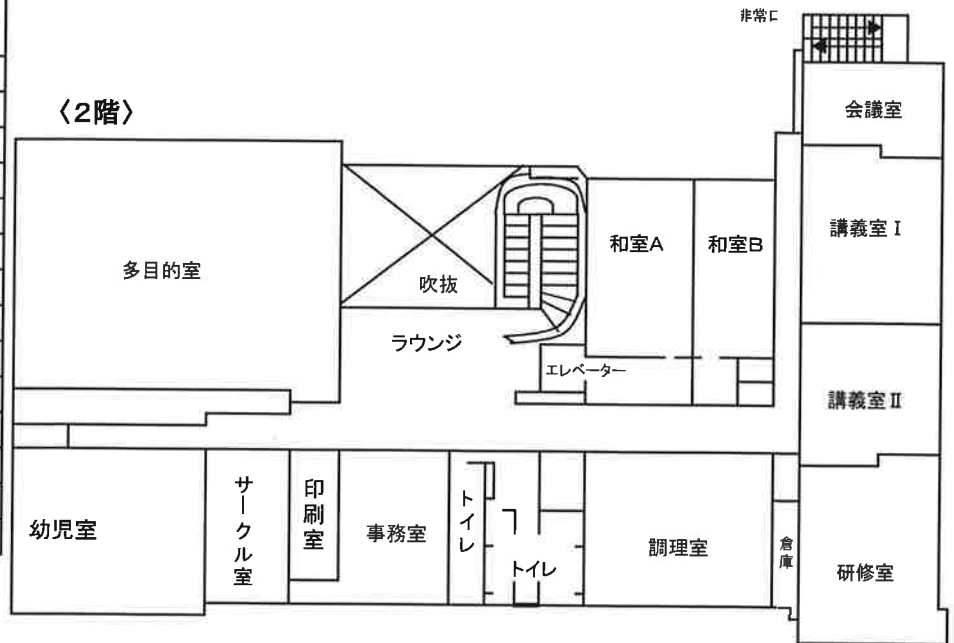 非常口
〈2階〉
会議室
講義室Ⅰ
多目的室
和室A
和室B
吹抜
ラウンジ
エレベーター
講義室Ⅱ
幼児室
サークル室
印刷室
事務室
トイレ
トイレ
調理室
倉庫
研修室